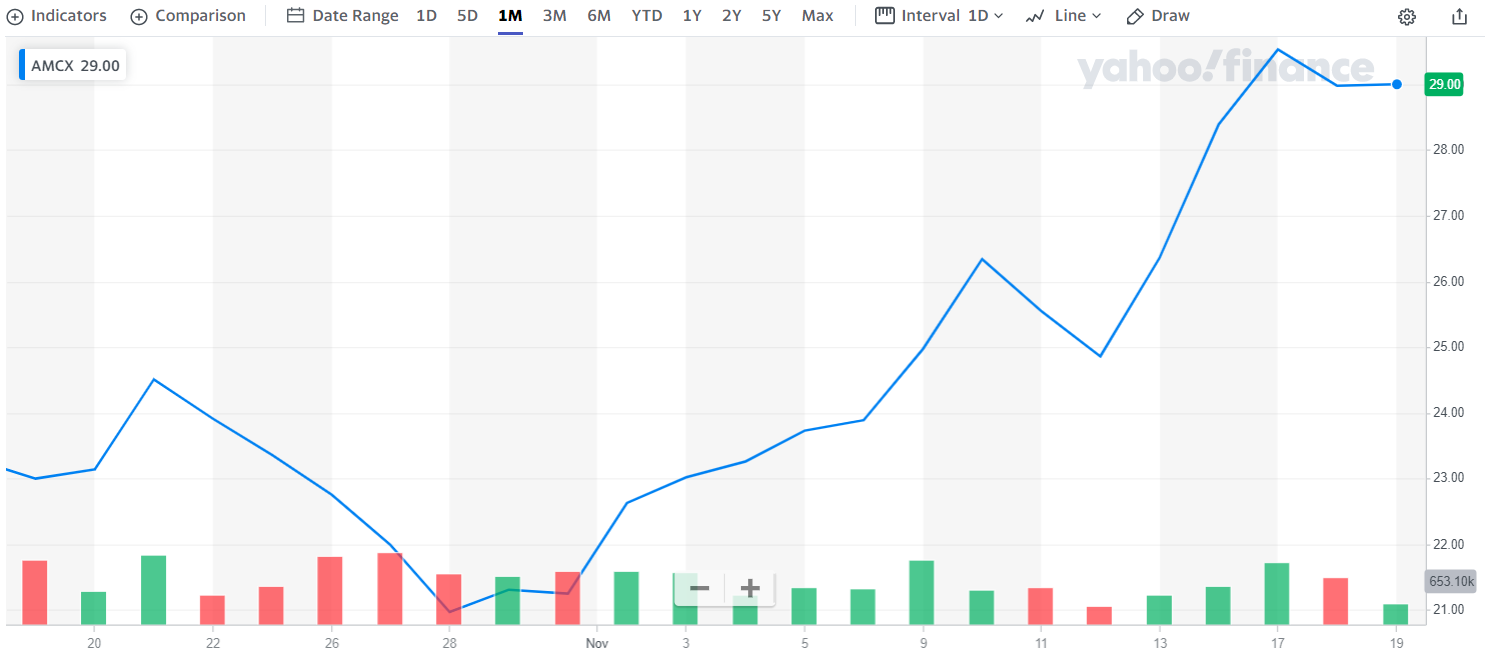 Indicators Comparison Date Range 1D 5D 1M 3M 6M YTD 1Y 2Y 5Y Max Interval 1D Line Draw
AMCX 29.00
yahoo!finance
29.00
28.00
27.00
26.00
25.00
24.00
23.00
22.00
653.10k
21.00
20 22 26 28 Nov 3 5 9 11 13 17 19